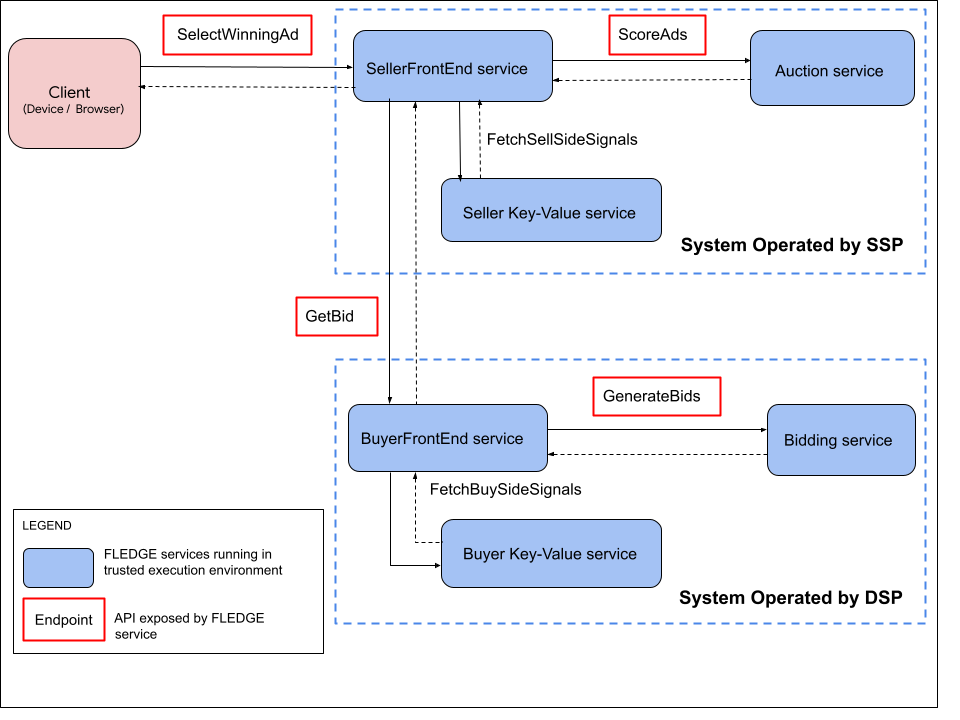 SelectWinningAd
ScoreAds
Client
(Device / Browser)
SellerFrontEnd service
Auction service
FetchSellSideSignals
Seller Key-Value service
System Operated by SSP
GetBid
GenerateBids
BuyerFrontEnd service
Bidding service
FetchBuySideSignals
Buyer Key-Value service
System Operated by DSP
LEGEND
FLEDGE services running in
trusted execution environment
Endpoint
API exposed by FLEDGE
service